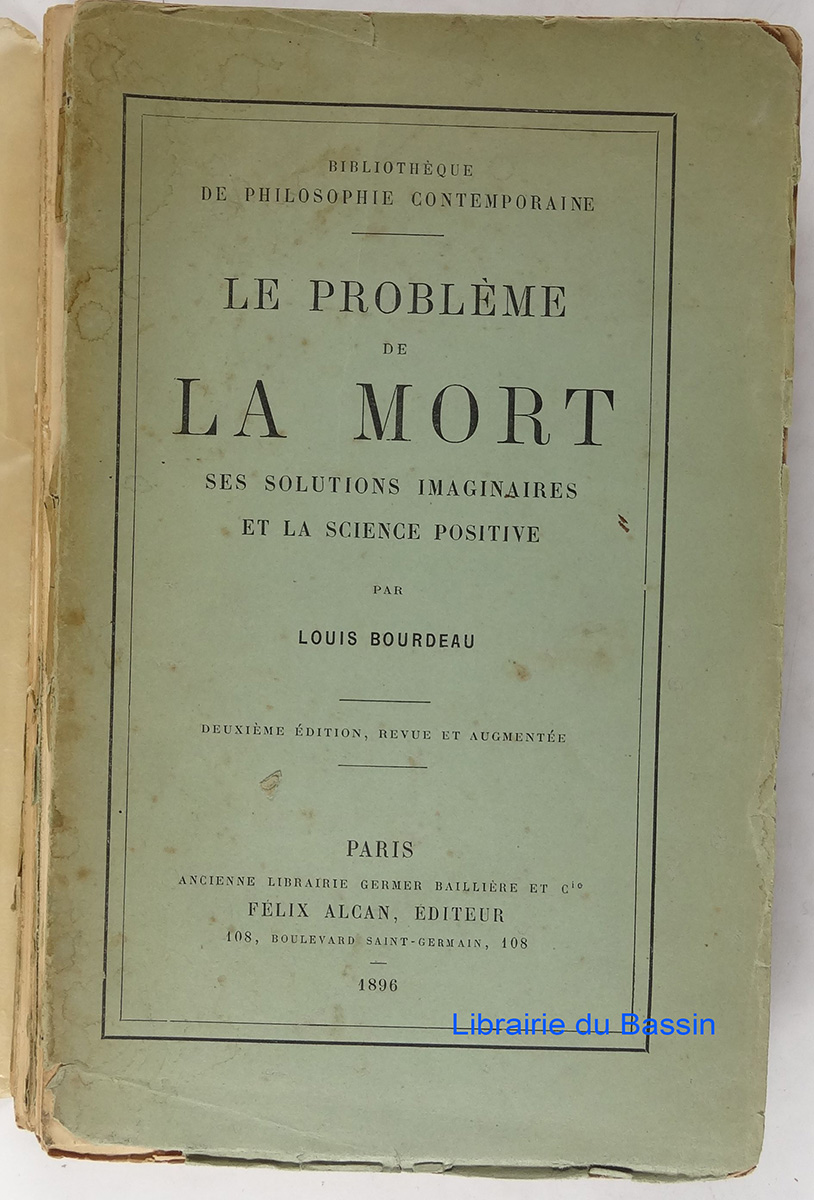 BIBLIOTHÈQUE
DE PHILOSOPHIE CONTEMPORAINE
LE PROBLÈME
DE
LA MORT
SES SOLUTIONS IMAGINAIRES
ET LA SCIENCE POSITIVE
PAR
LOUIS BOURDEAU
DEUXIÈME ÉDITION, REVUE ET AUGMENTÉE
PARIS
ANCIENNE LIBRAIRIE GERMER BAILLIÈRE ET Cie
FÉLIX ALCAN, ÉDITEUR
108, BOULEVARD SAINT-GERMAIN, 108
1896
Librairie du Bassin